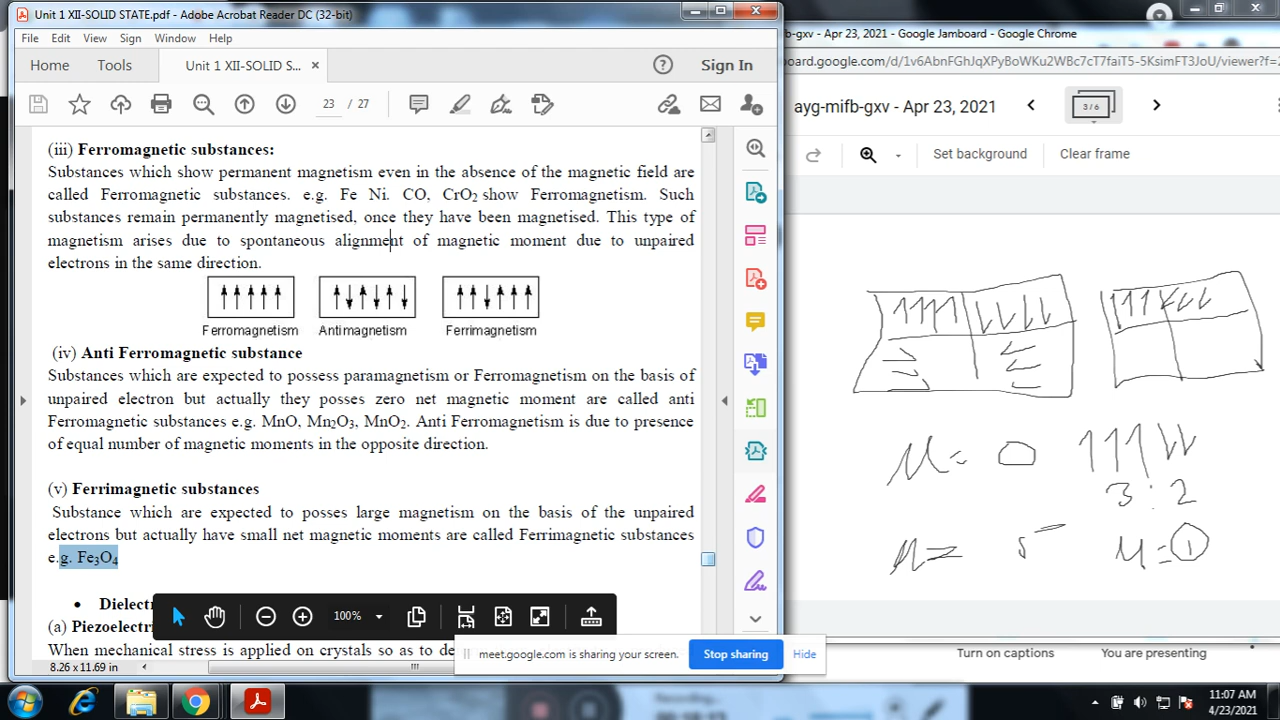 Unit 1 XII-SOLID STATE.pdf - Adobe Acrobat Reader DC (32-bit)
File Edit View Sign Window Help
Home Tools Unit 1 XII-SOLID S... × Sign In
23 / 27
(iii) Ferromagnetic substances:
Substances which show permanent magnetism even in the absence of the magnetic field are
called Ferromagnetic substances. e.g. Fe Ni. CO, CrO2 show Ferromagnetism. Such
substances remain permanently magnetised, once they have been magnetised. This type of
magnetism arises due to spontaneous alignment of magnetic moment due to unpaired
electrons in the same direction.
Ferromagnetism Antimagnetism Ferrimagnetism
(iv) Anti Ferromagnetic substance
Substances which are expected to possess paramagnetism or Ferromagnetism on the basis of
unpaired electron but actually they posses zero net magnetic moment are called anti
Ferromagnetic substances e.g. MnO, Mn2O3, MnO2. Anti Ferromagnetism is due to presence
of equal number of magnetic moments in the opposite direction.
(v) Ferrimagnetic substances
Substance which are expected to posses large magnetism on the basis of the unpaired
electrons but actually have small net magnetic moments are called Ferrimagnetic substances
e.g. Fe3O4
• Dielect
(a) Piezoelectri
When mechanical stress is applied on crystals so as to de
100%
8.26 x 11.69 in
meet.google.com is sharing your screen. Stop sharing Hide
fb-gxv - Apr 23, 2021 - Google Jamboard - Google Chrome
ayg-mifb-gxv - Apr 23, 2021
3 / 6
Set background Clear frame
μ= 0
3 : 2
μ= 5
μ=1
Turn on captions You are presenting
11:07 AM
4/23/2021